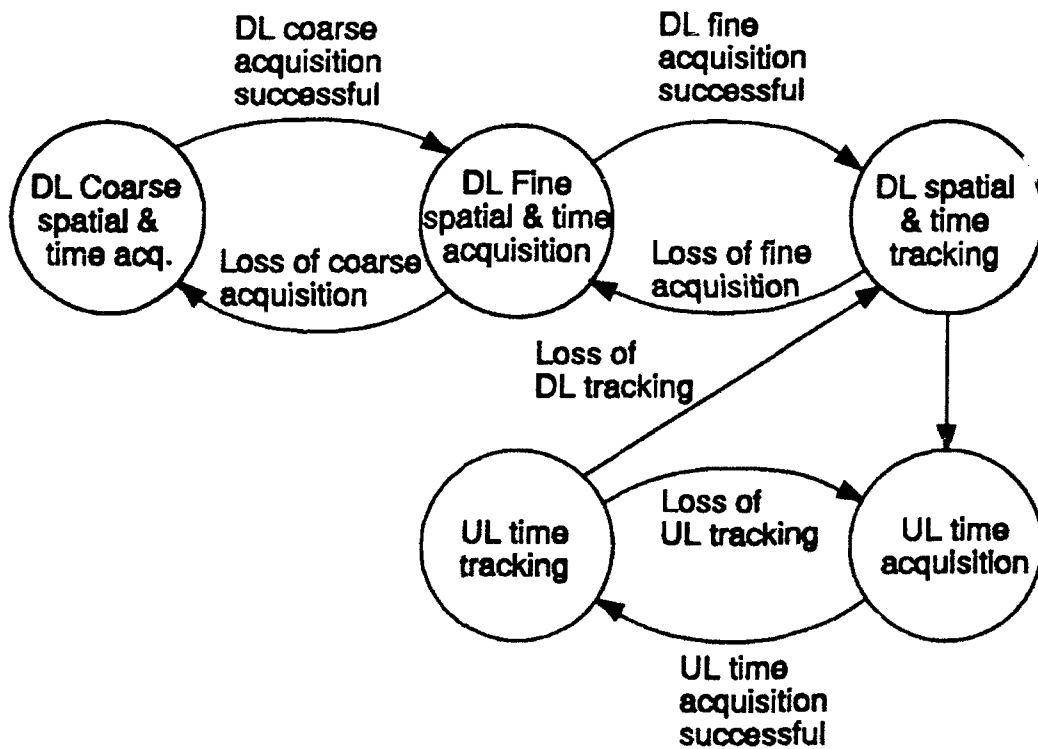 DL coarse
acquisition
successful
DL fine
acquisition
successful
DL Coarse
spatial &
time acq.
DL Fine
spatial & time
acquisition
DL spatial
& time
tracking
Loss of coarse
acquisition
Loss of fine
acquisition
Loss of
DL tracking
UL time
tracking
Loss of
UL tracking
UL time
acquisition
UL time
acquisition
successful